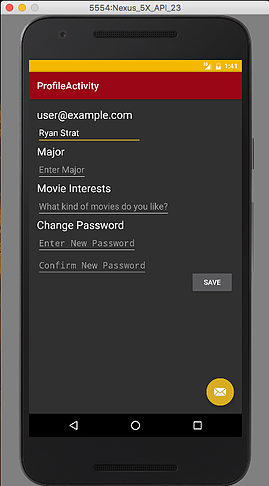 5554:Nexus_5X_API_23
1:41
ProfileActivity
user@example.com
Ryan Strat
Major
Enter Major
Movie Interests
What kind of movies do you like?
Change Password
Enter New Password
Confirm New Password
SAVE